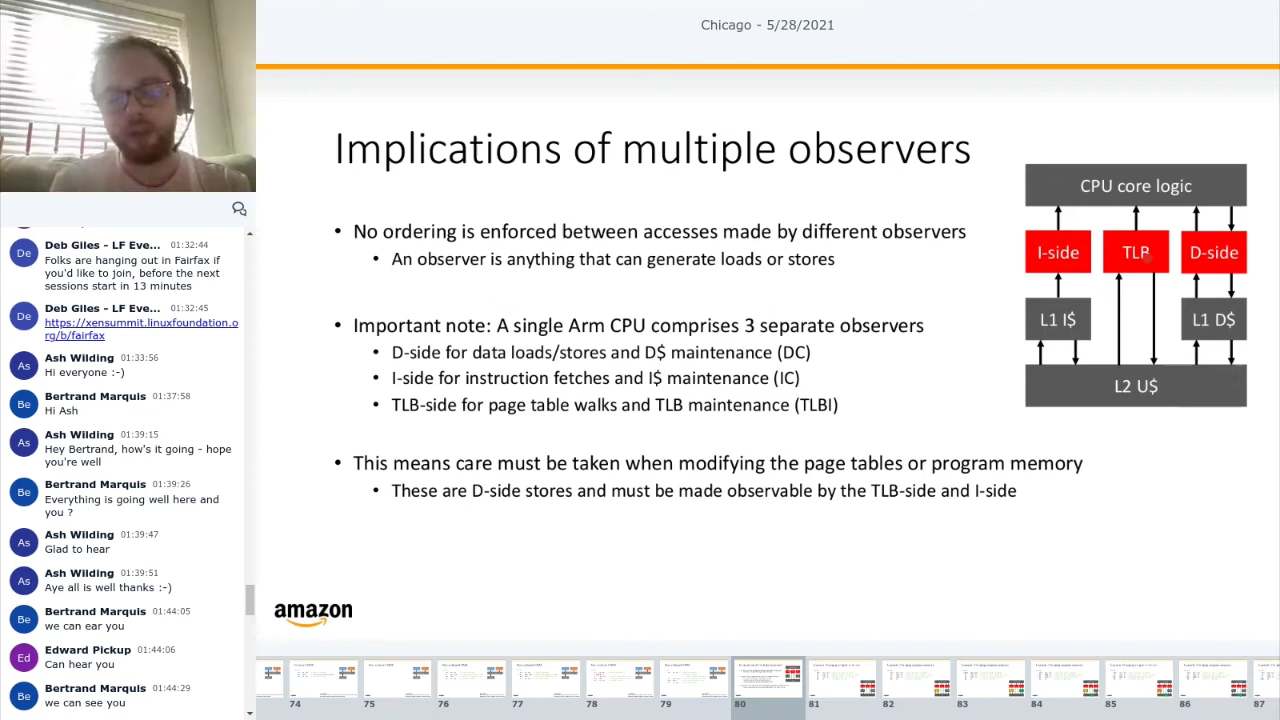 Chicago - 5/28/2021
Deb Giles - LF Eve... 01:32:44
Folks are hanging out in Fairfax if
you'd like to join, before the next
sessions start in 13 minutes
Deb Giles - LF Eve... 01:32:45
https://xensummit.linuxfoundation.o
rg/b/fairfax
Ash Wilding 01:33:56
Hi everyone :-)
Bertrand Marquis 01:37:58
Hi Ash
Ash Wilding 01:39:15
Hey Bertrand, how's it going - hope
you're well
Bertrand Marquis 01:39:26
Everything is going well here and
you ?
Ash Wilding 01:39:47
Glad to hear
Ash Wilding 01:39:51
Aye all is well thanks :-)
Bertrand Marquis 01:44:05
we can ear you
Edward Pickup 01:44:06
Can hear you
Bertrand Marquis 01:44:29
we can see you
De
De
As
Be
As
Be
As
As
Be
Ed
Be
Implications of multiple observers
• No ordering is enforced between accesses made by different observers
• An observer is anything that can generate loads or stores
• Important note: A single Arm CPU comprises 3 separate observers
• D-side for data loads/stores and D$ maintenance (DC)
• I-side for instruction fetches and I$ maintenance (IC)
• TLB-side for page table walks and TLB maintenance (TLBI)
• This means care must be taken when modifying the page tables or program memory
• These are D-side stores and must be made observable by the TLB-side and I-side
CPU core logic
I-side TLB D-side
L1 I$ L1 D$
L2 U$
amazon
74 75 76 77 78 79 80 81 82 83 84 85 86 87